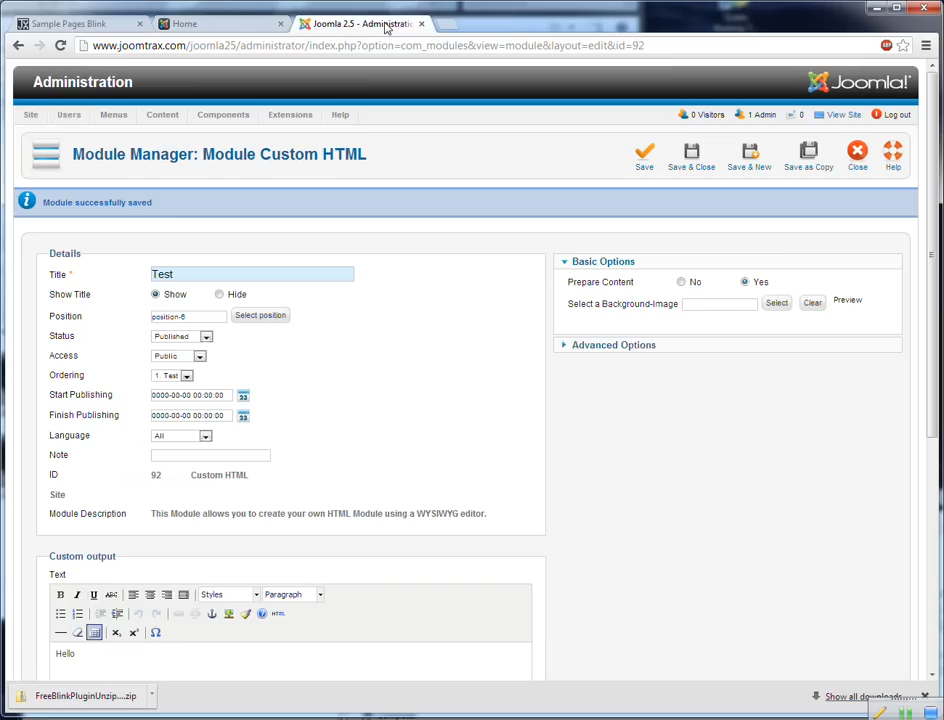 Sample Pages Blink
Home
Joomla 2.5 - Administratio
www.joomtrax.com/joomla25/administrator/index.php?option=com_modules&view=module&layout=edit&id=92
ABP
Administration
Joomla!
Site Users Menus Content Components Extensions Help
0 Visitors 1 Admin 0 View Site Log out
Module Manager: Module Custom HTML
Save Save & Close Save & New Save as Copy Close Help
Module successfully saved
Details
Title * Test
Show Title Show Hide
Position position-6 Select position
Status Published
Access Public
Ordering 1. Test
Start Publishing 0000-00-00 00:00:00 23
Finish Publishing 0000-00-00 00:00:00 23
Language All
Note
ID 92 Custom HTML
Site
Module Description This Module allows you to create your own HTML Module using a WYSIWYG editor.
Basic Options
Prepare Content No Yes
Select a Background-Image Select Clear Preview
Advanced Options
Custom output
Text
B I U ABC Styles Paragraph
HTML
Hello
FreeBlinkPluginUnzip....zip
Show all downloads...